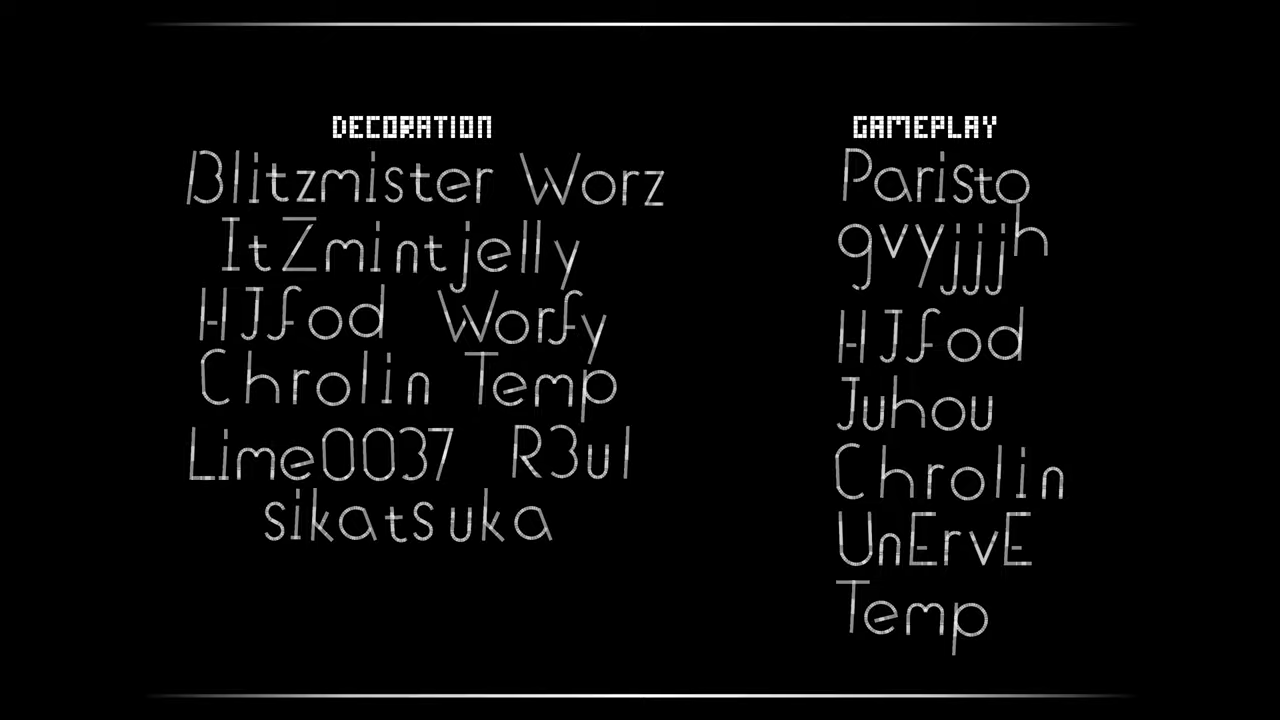 DECORATION
Blitzmister Worz
ItZmintjelly
HJfod Worfy
Chrolin Temp
Lime0037 R3ul
sikatsuka
GAMEPLAY
Paristo
gvyjjjh
HJfod
Juhou
Chrolin
UnErvE
Temp